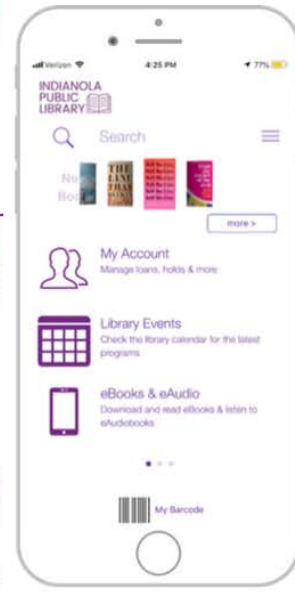 Verizon 4:25 PM 77%
INDIANOLA
PUBLIC
LIBRARY
Search
more >
My Account
Manage loans, holds & more
Library Events
Check the library calendar for the latest
programs
eBooks & eAudio
Download and read eBooks & listen to
eAudiobooks
My Barcode